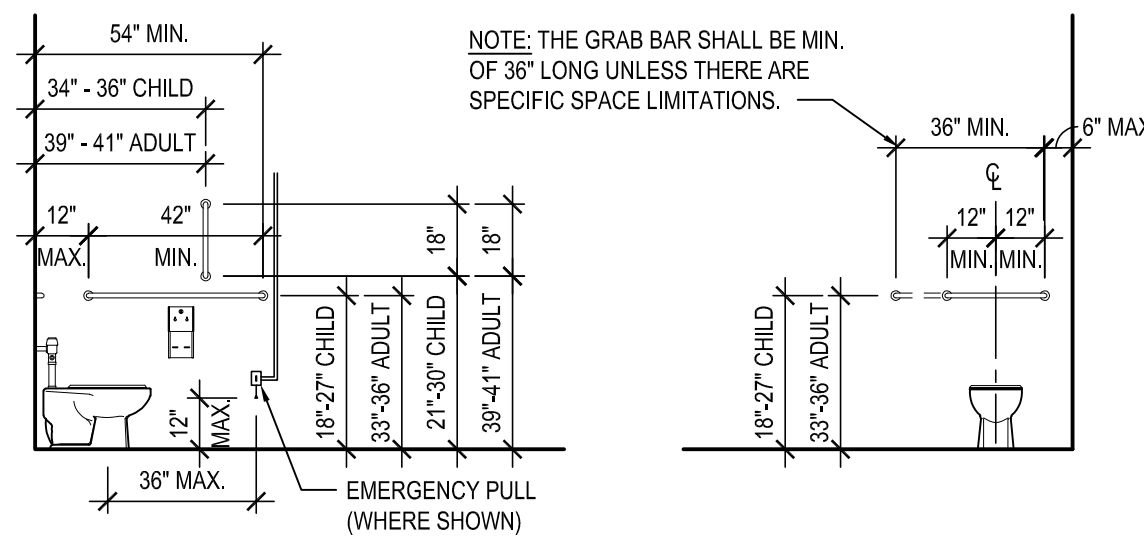 54" MIN.
34" - 36" CHILD
39" - 41" ADULT
12"
MAX.
42"
MIN.
18"
18"
18"-27" CHILD
33"-36" ADULT
21"-30" CHILD
39"-41" ADULT
12"
MAX.
36" MAX.
EMERGENCY PULL
(WHERE SHOWN)
NOTE: THE GRAB BAR SHALL BE MIN.
OF 36" LONG UNLESS THERE ARE
SPECIFIC SPACE LIMITATIONS.
36" MIN.
6" MAX
CL
12"
12"
MIN.
MIN.
18"-27" CHILD
33"-36" ADULT